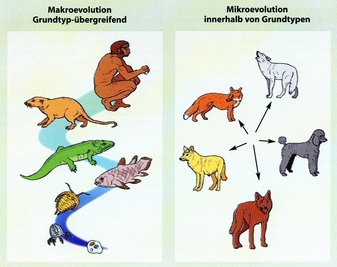 Makroevolution
Grundtyp-übergreifend
Mikroevolution
innerhalb von Grundtypen